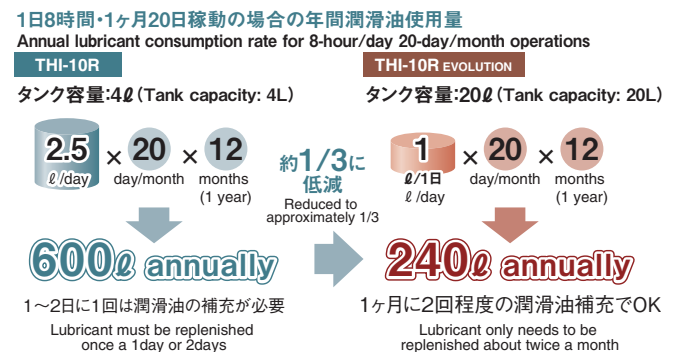 1日8時間・1ヶ月20日稼動の場合の年間潤滑油使用量
Annual lubricant consumption rate for 8-hour/day 20-day/month operations
THI-10R
タンク容量:4ℓ(Tank capacity: 4L)
2.5
ℓ/day
×
20
day/month
×
12
months
(1 year)
600ℓ annually
1〜2日に1回は潤滑油の補充が必要
Lubricant must be replenished
once a 1day or 2days
約1/3に
低減
Reduced to
approximately 1/3
THI-10R EVOLUTION
タンク容量:20ℓ(Tank capacity: 20L)
1
ℓ/1日
ℓ/day
×
20
day/month
×
12
months
(1 year)
240ℓ annually
1ヶ月に2回程度の潤滑油補充でOK
Lubricant only needs to be
replenished about twice a month